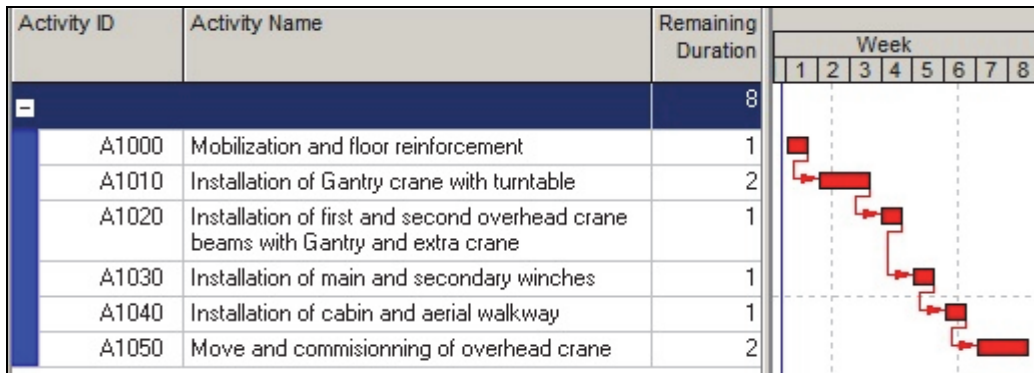 Activity ID Activity Name Remaining Duration Week
1 2 3 4 5 6 7 8
8
A1000 Mobilization and floor reinforcement 1
A1010 Installation of Gantry crane with turntable 2
A1020 Installation of first and second overhead crane beams with Gantry and extra crane 1
A1030 Installation of main and secondary winches 1
A1040 Installation of cabin and aerial walkway 1
A1050 Move and commisionning of overhead crane 2